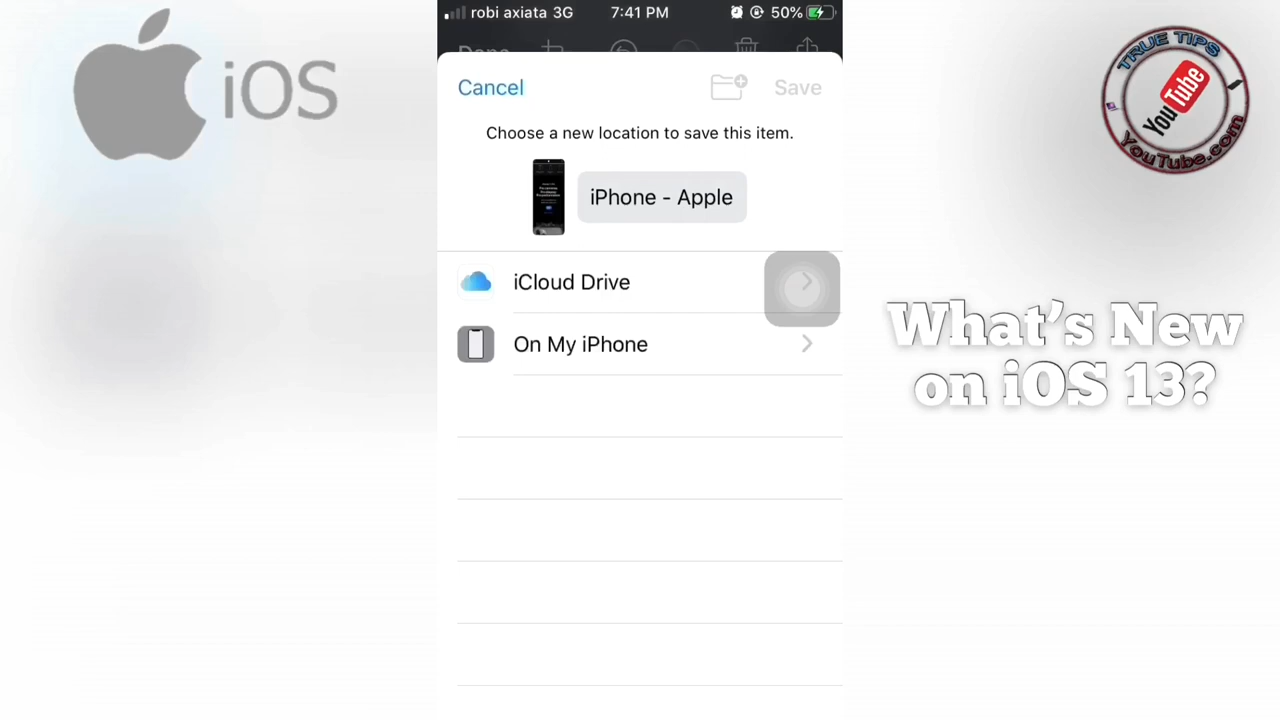 iOS
robi axiata 3G
7:41 PM
50%
Done
Cancel
Save
Choose a new location to save this item.
iPhone - Apple
iCloud Drive
On My iPhone
TRUE TIPS
YouTube
YouTube.com
What's New
on iOS 13?